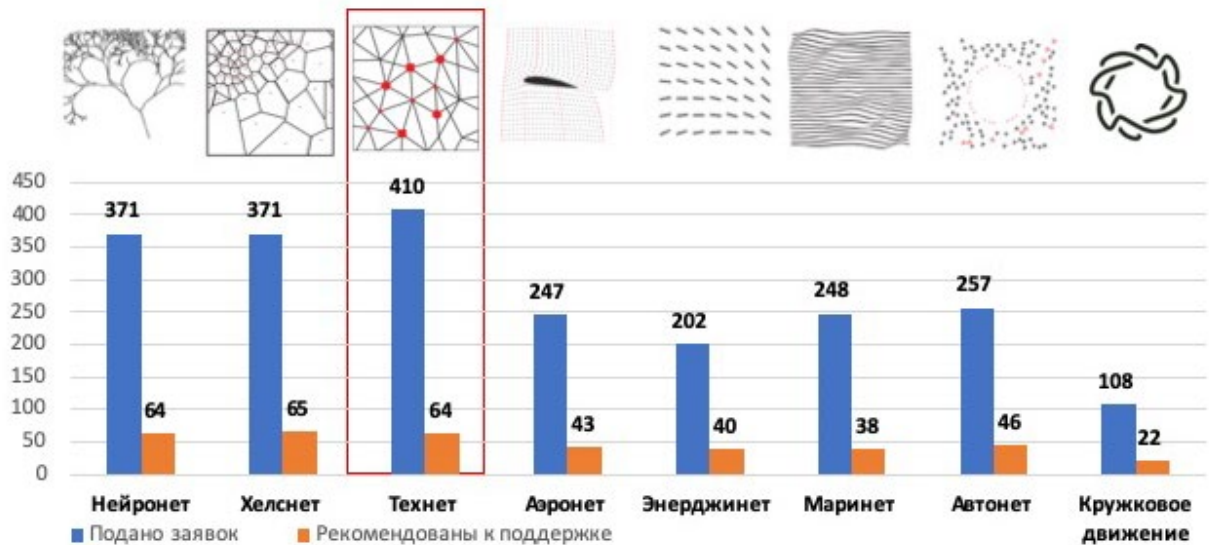 450
400
350
300
250
200
150
100
50
0
371
64
371
65
410
64
247
43
202
40
248
38
257
46
108
22
Нейронет
Хелснет
Технет
Аэронет
Энерджинет
Маринет
Автонет
Кружковое
движение
Подано заявок
Рекомендованы к поддержке